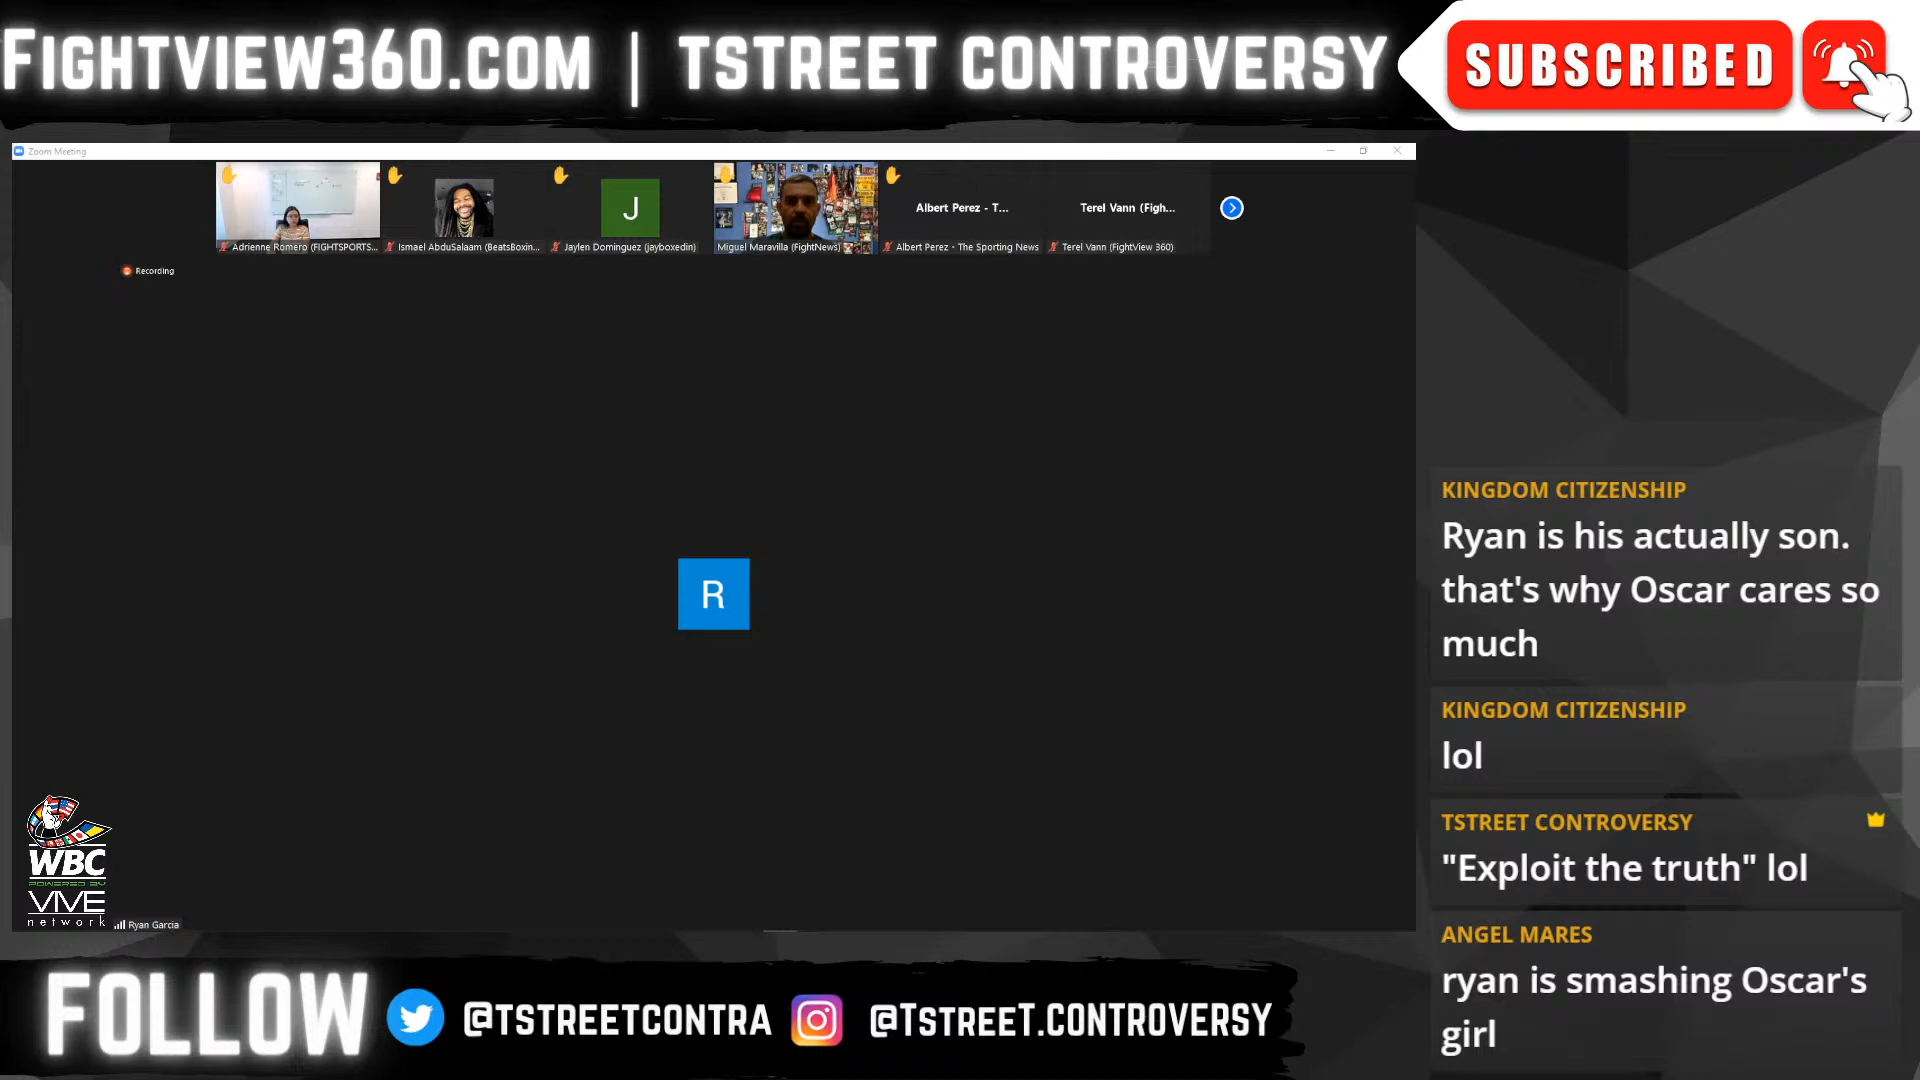 FIGHTVIEW360.COM | TSTREET CONTROVERSY
SUBSCRIBED
Zoom Meeting
Albert Perez - T...
Terel Vann (Figh...
J
Adrienne Romero (FIGHTSPORTS...
Ismael AbduSalaam (BeatsBoxin...
Jaylen Dominguez (jayboxedin)
Miguel Maravilla (FightNews)
Albert Perez - The Sporting News
Terel Vann (FightView 360)
Recording
R
KINGDOM CITIZENSHIP
Ryan is his actually son.
that's why Oscar cares so
much
KINGDOM CITIZENSHIP
lol
TSTREET CONTROVERSY
"Exploit the truth" lol
ANGEL MARES
ryan is smashing Oscar's
girl
WBC
POWERED BY
VIVE
network
Ryan Garcia
FOLLOW
@TSTREETCONTRA
@TSTREET.CONTROVERSY